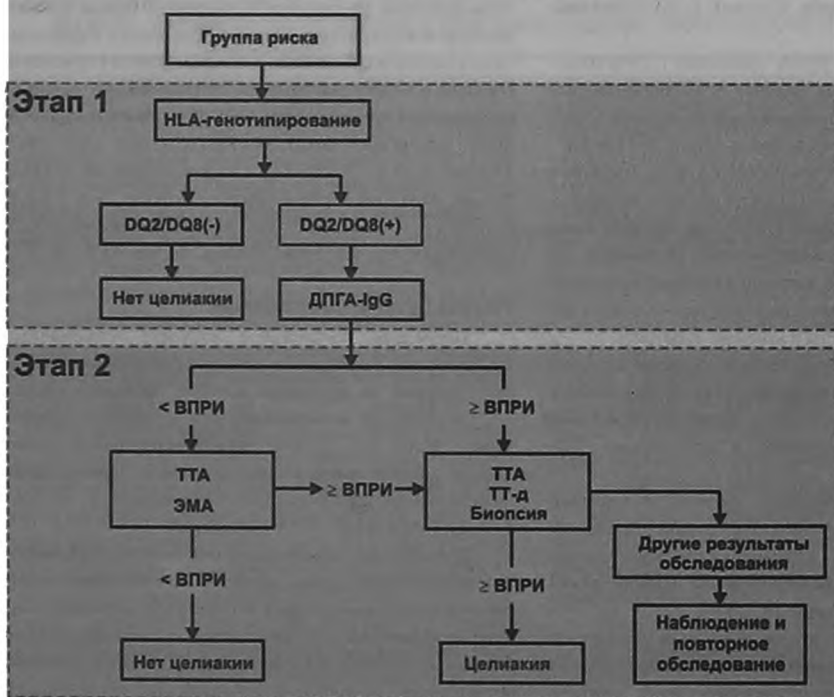 Группа риска
Этап 1
HLA-генотипирование
DQ2/DQ8(-)
DQ2/DQ8(+)
Нет целиакии
ДПГА-IgG
Этап 2
< ВПРИ
≥ ВПРИ
ТТА
ЭМА
≥ ВПРИ
ТТА
ТТ-д
Биопсия
Другие результаты
обследования
< ВПРИ
≥ ВПРИ
Наблюдение и
повторное
обследование
Нет целиакии
Целиакия